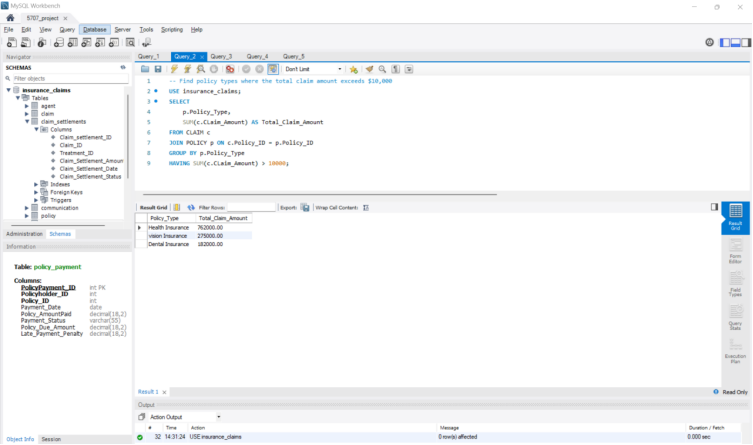 MySQL Workbench
5707_project
File Edit View Query Database Server Tools Scripting Help
Navigator
SCHEMAS
Filter objects
insurance_claims
Tables
agent
claim
claim_settlements
Columns
Claim_settlement_ID
Claim_ID
Treatment_ID
Claim_Settlement_Amoun
Claim_Settlement_Date
Claim_Settlement_Status
Indexes
Foreign Keys
Triggers
communication
policy
Administration Schemas
Information
Table: policy_payment
Columns:
PolicyPayment_ID int PK
Policyholder_ID int
Policy_ID int
Payment_Date date
Policy_AmountPaid decimal(18,2)
Payment_Status varchar(55)
Policy_Due_Amount decimal(18,2)
Late_Payment_Penalty decimal(18,2)
Object Info Session
Query_1 Query_2 Query_3 Query_4 Query_5
Don't Limit
1 -- Find policy types where the total claim amount exceeds $10,000
2 USE insurance_claims;
3 SELECT
4 p.Policy_Type,
5 SUM(c.CLaim_Amount) AS Total_Claim_Amount
6 FROM CLAIM c
7 JOIN POLICY p ON c.Policy_ID = p.Policy_ID
8 GROUP BY p.Policy_Type
9 HAVING SUM(c.CLaim_Amount) > 10000;
Result Grid Filter Rows: Export: Wrap Cell Content:
Policy_Type Total_Claim_Amount
Health Insurance 762000.00
vision Insurance 275000.00
Dental Insurance 182000.00
Result Grid
Form Editor
Field Types
Query Stats
Execution Plan
Result 1
Read Only
Output
Action Output
# Time Action Message Duration / Fetch
32 14:31:24 USE insurance_claims 0 row(s) affected 0.000 sec